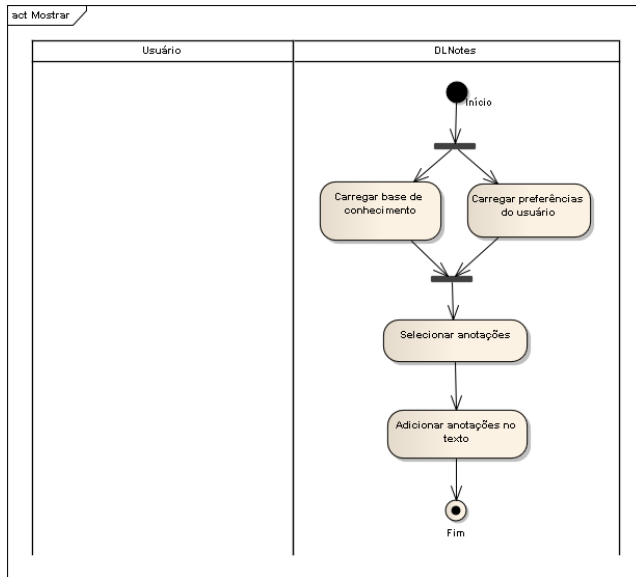 act Mostrar
Usuário
DLNotes
Início
Carregar base de
conhecimento
Carregar preferências
do usuário
Selecionar anotações
Adicionar anotações no
texto
Fim